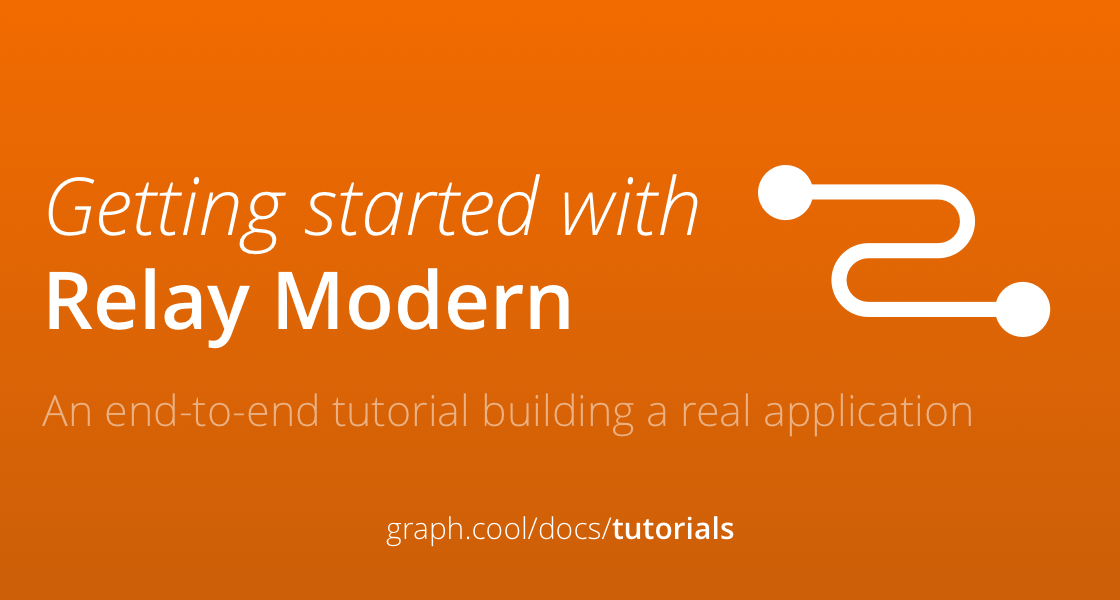 Getting started with
Relay Modern
An end-to-end tutorial building a real application
graph.cool/docs/tutorials